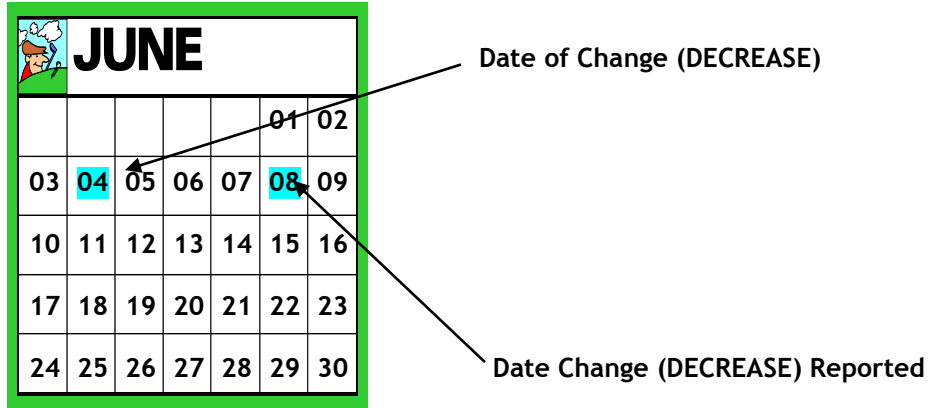 JUNE
Date of Change (DECREASE)
01 02
03 04 05 06 07 08 09
10 11 12 13 14 15 16
17 18 19 20 21 22 23
24 25 26 27 28 29 30
Date Change (DECREASE) Reported